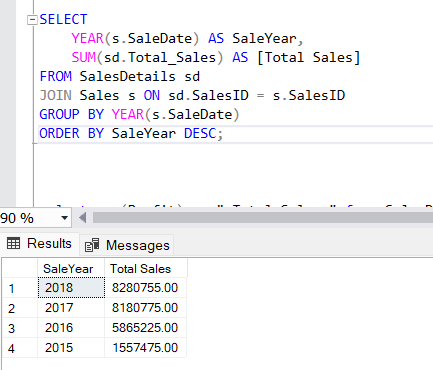 SELECT
YEAR(s.SaleDate) AS SaleYear,
SUM(sd.Total_Sales) AS [Total Sales]
FROM SalesDetails sd
JOIN Sales s ON sd.SalesID = s.SalesID
GROUP BY YEAR(s.SaleDate)
ORDER BY SaleYear DESC;
90 %
Results Messages
SaleYear Total Sales
1 2018 8280755.00
2 2017 8180775.00
3 2016 5865225.00
4 2015 1557475.00